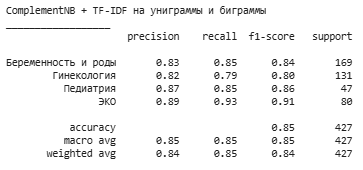 ComplementNB + TF-IDF на униграммы и биграммы
____________________
precision recall f1-score support
Беременность и роды 0.83 0.85 0.84 169
Гинекология 0.82 0.79 0.80 131
Педиатрия 0.87 0.85 0.86 47
ЭКО 0.89 0.93 0.91 80
accuracy 0.85 427
macro avg 0.85 0.85 0.85 427
weighted avg 0.84 0.85 0.84 427